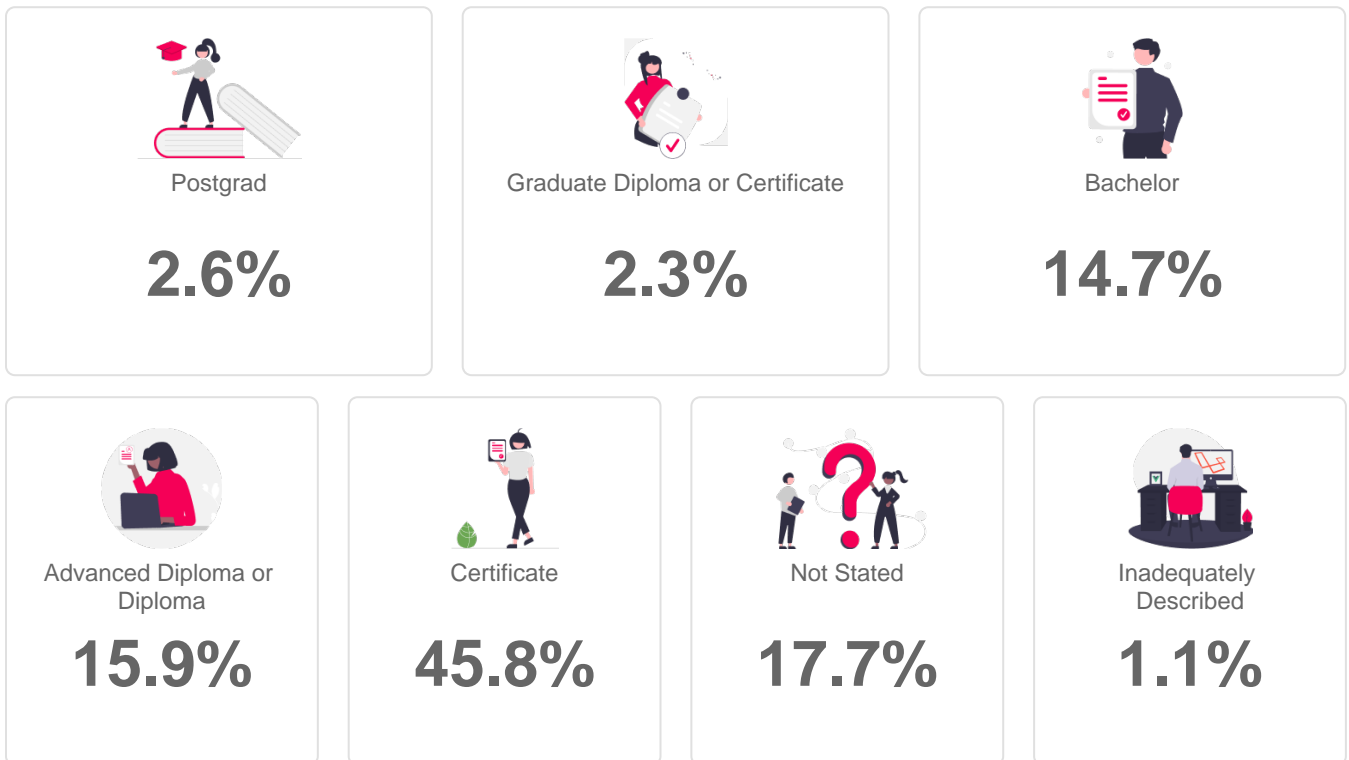 Postgrad
2.6%
Graduate Diploma or Certificate
2.3%
Bachelor
14.7%
Advanced Diploma or
Diploma
15.9%
Certificate
45.8%
Not Stated
17.7%
Inadequately
Described
1.1%